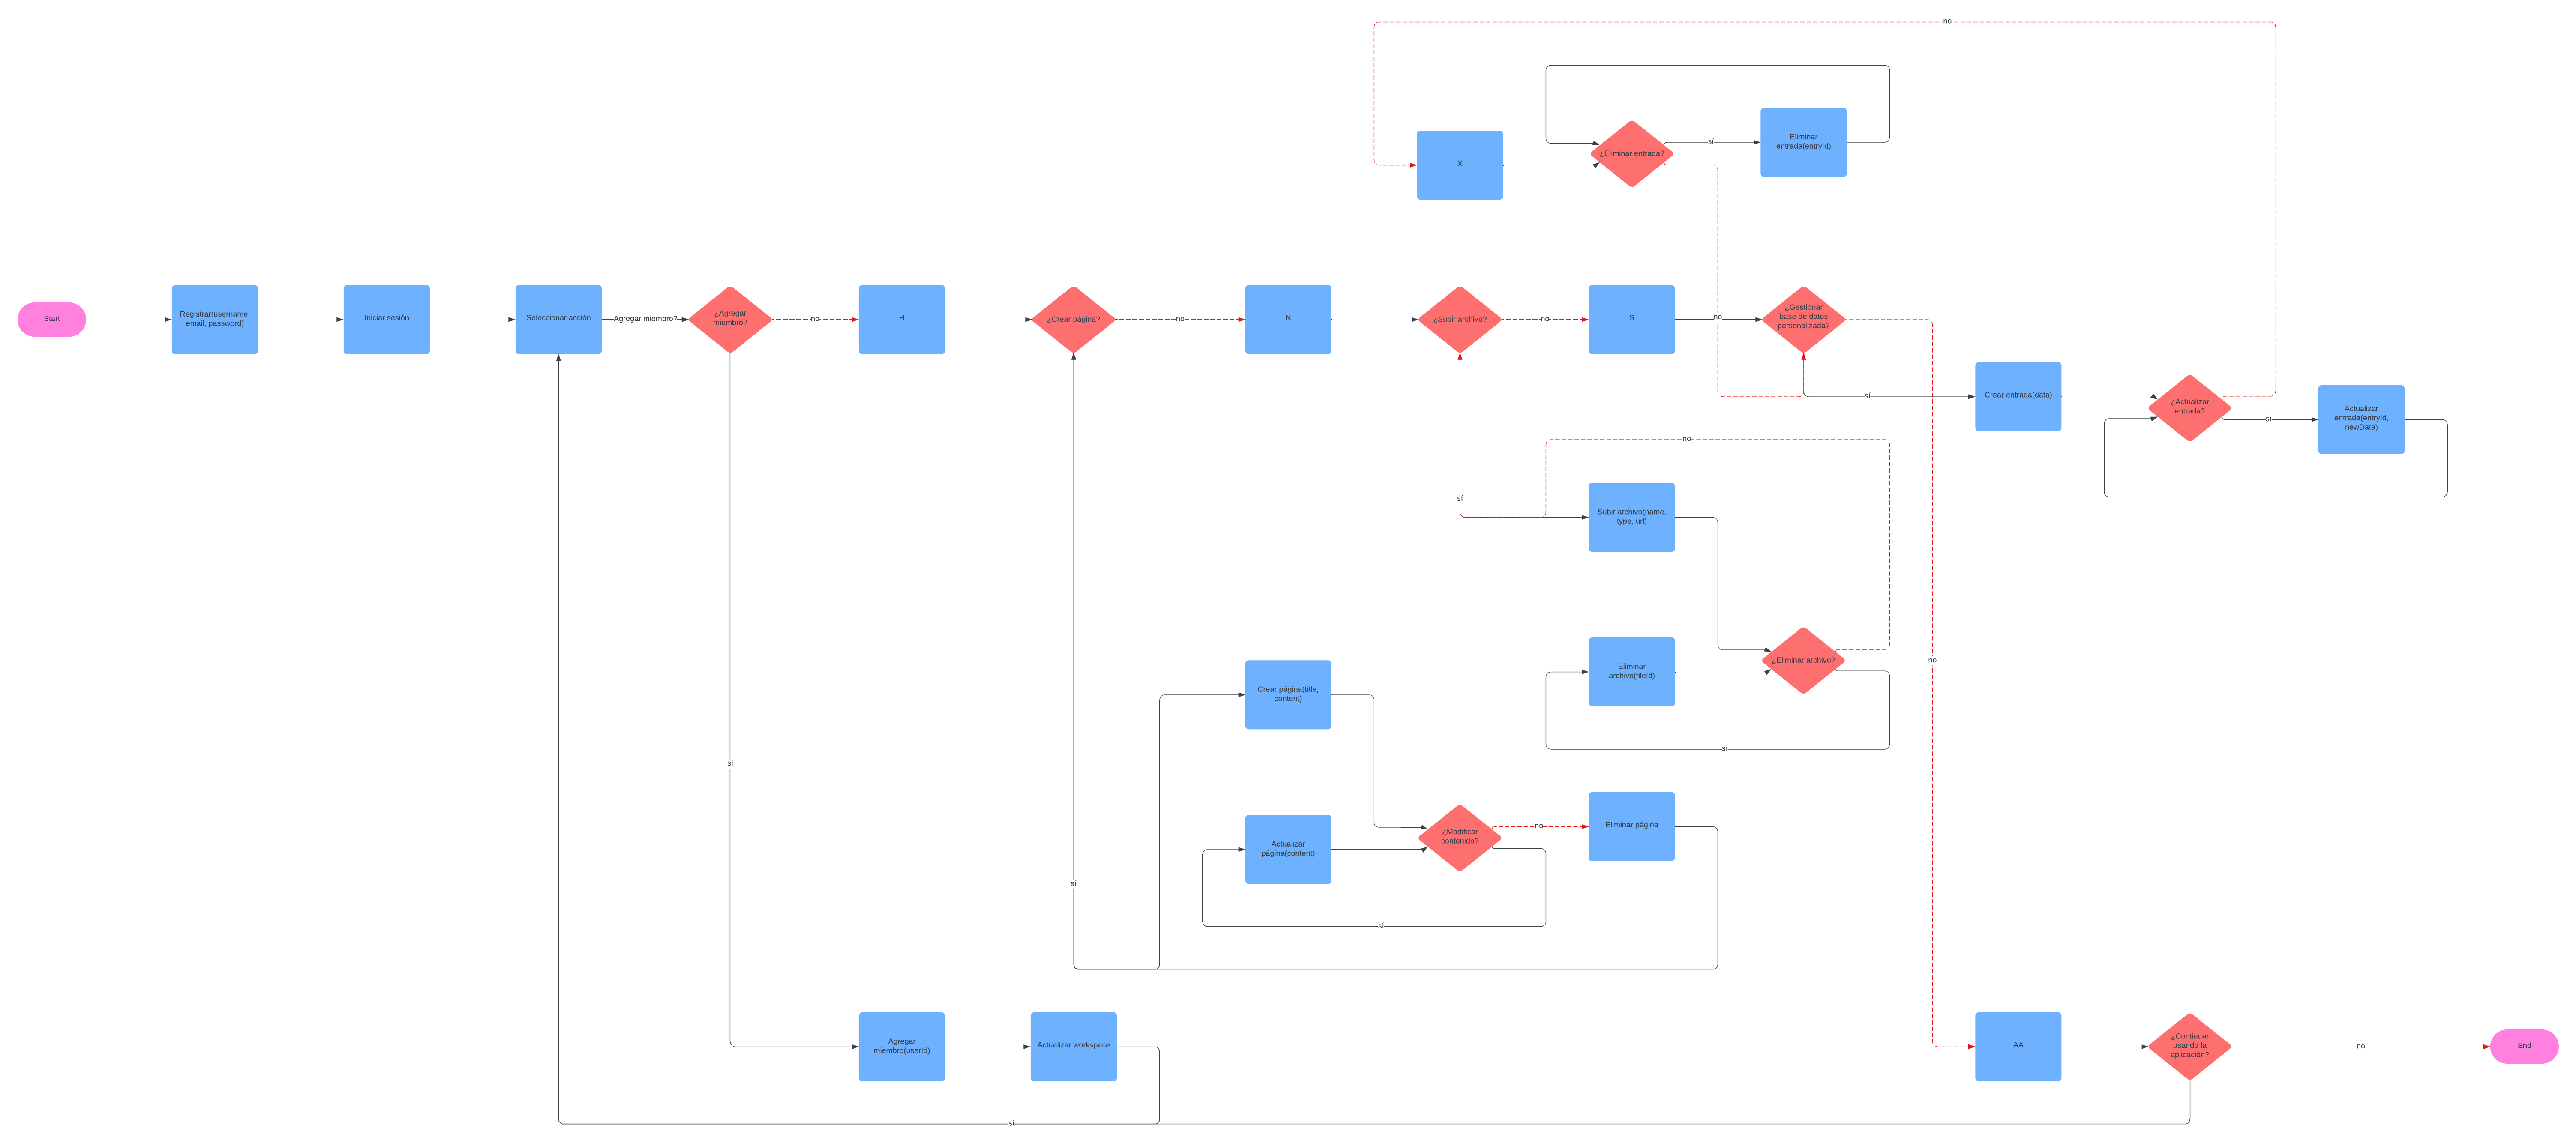 no
Eliminar
entrada(entryId)
sí
¿Eliminar entrada?
X
Start
Registrar(username,
email, password)
Iniciar sesión
Seleccionar acción
Agregar miembro?
¿Agregar
miembro?
no
H
¿Crear página?
no
N
¿Subir archivo?
no
S
no
¿Gestionar
base de datos
personalizada?
sí
Crear entrada(data)
¿Actualizar
entrada?
sí
Actualizar
entrada(entryId,
newData)
no
sí
Subir archivo(name,
type, url)
Eliminar
archivo(fileId)
¿Eliminar archivo?
no
sí
Crear página(title,
content)
sí
Actualizar
página(content)
¿Modificar
contenido?
no
Eliminar página
sí
sí
Agregar
miembro(userId)
Actualizar workspace
AA
¿Continuar
usando la
aplicación?
no
End
sí